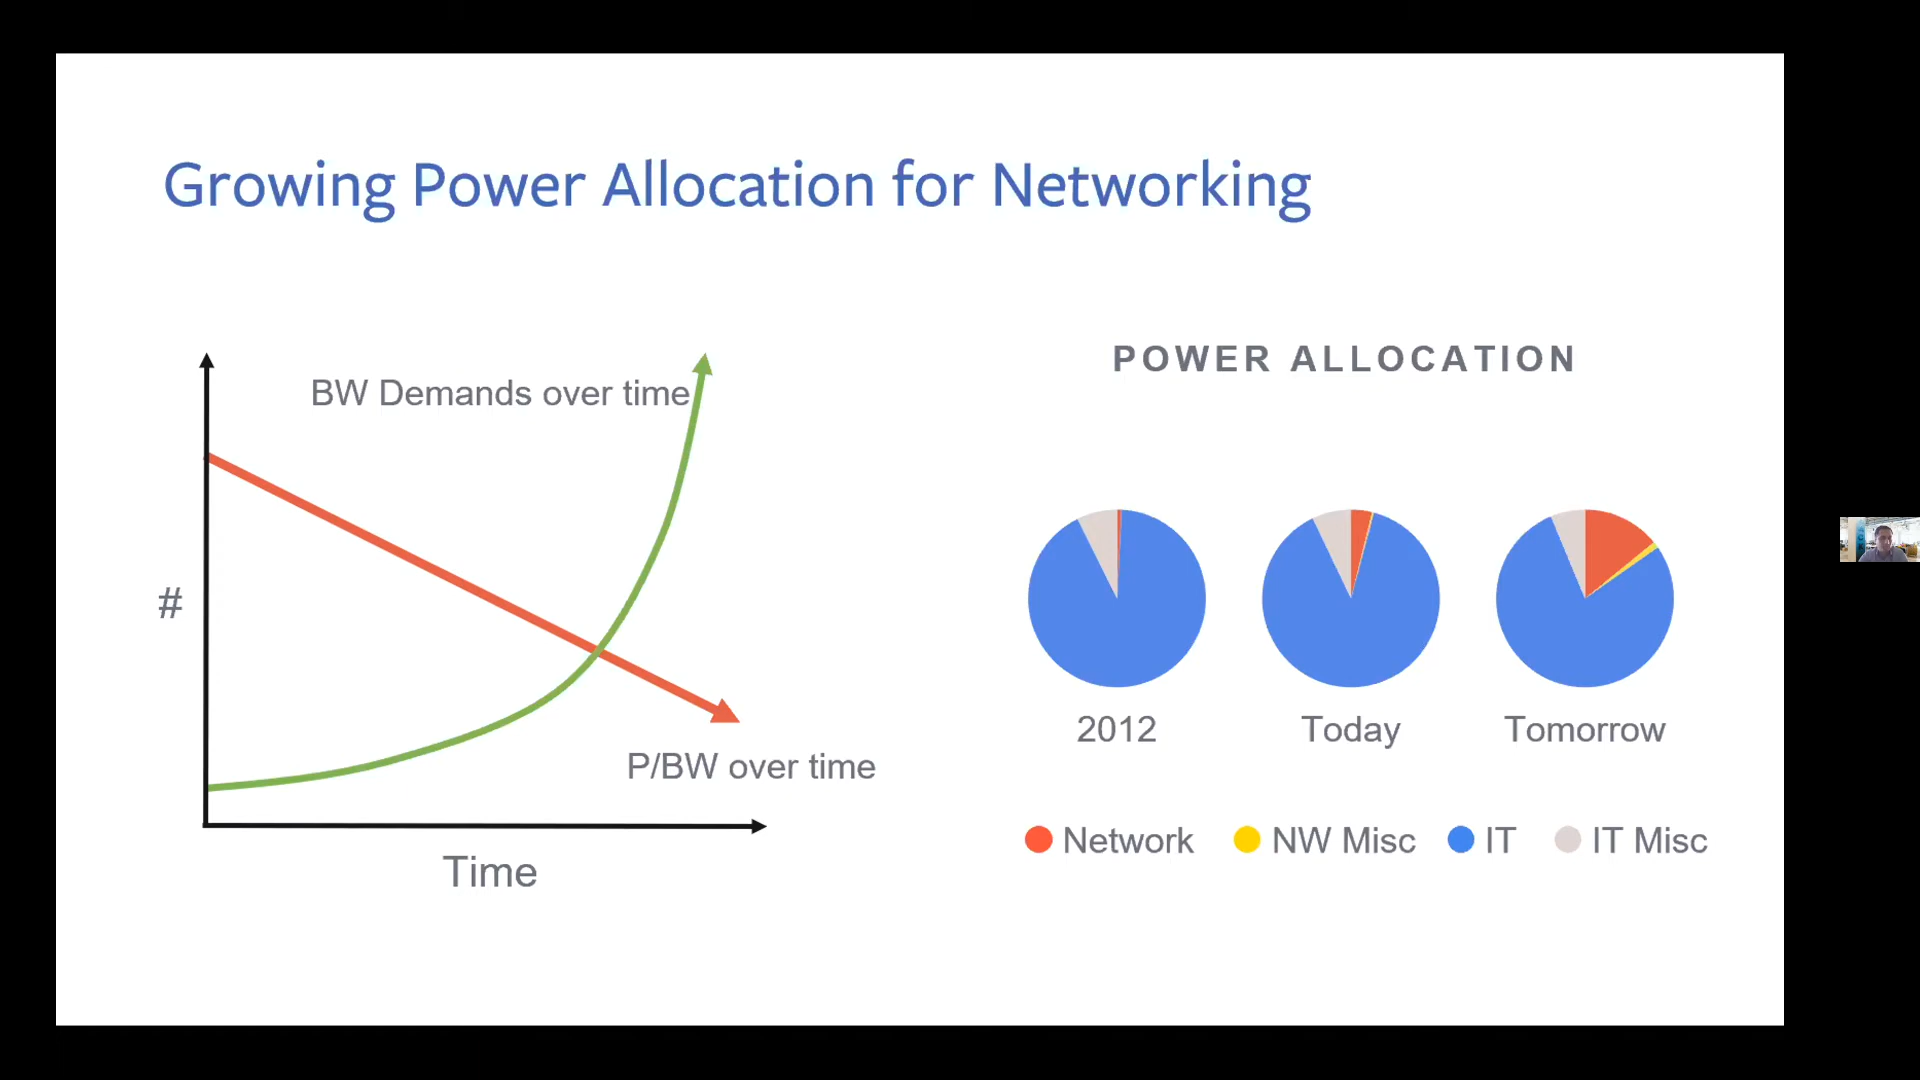 Growing Power Allocation for Networking
BW Demands over time
#
P/BW over time
Time
POWER ALLOCATION
2012
Today
Tomorrow
Network
NW Misc
IT
IT Misc